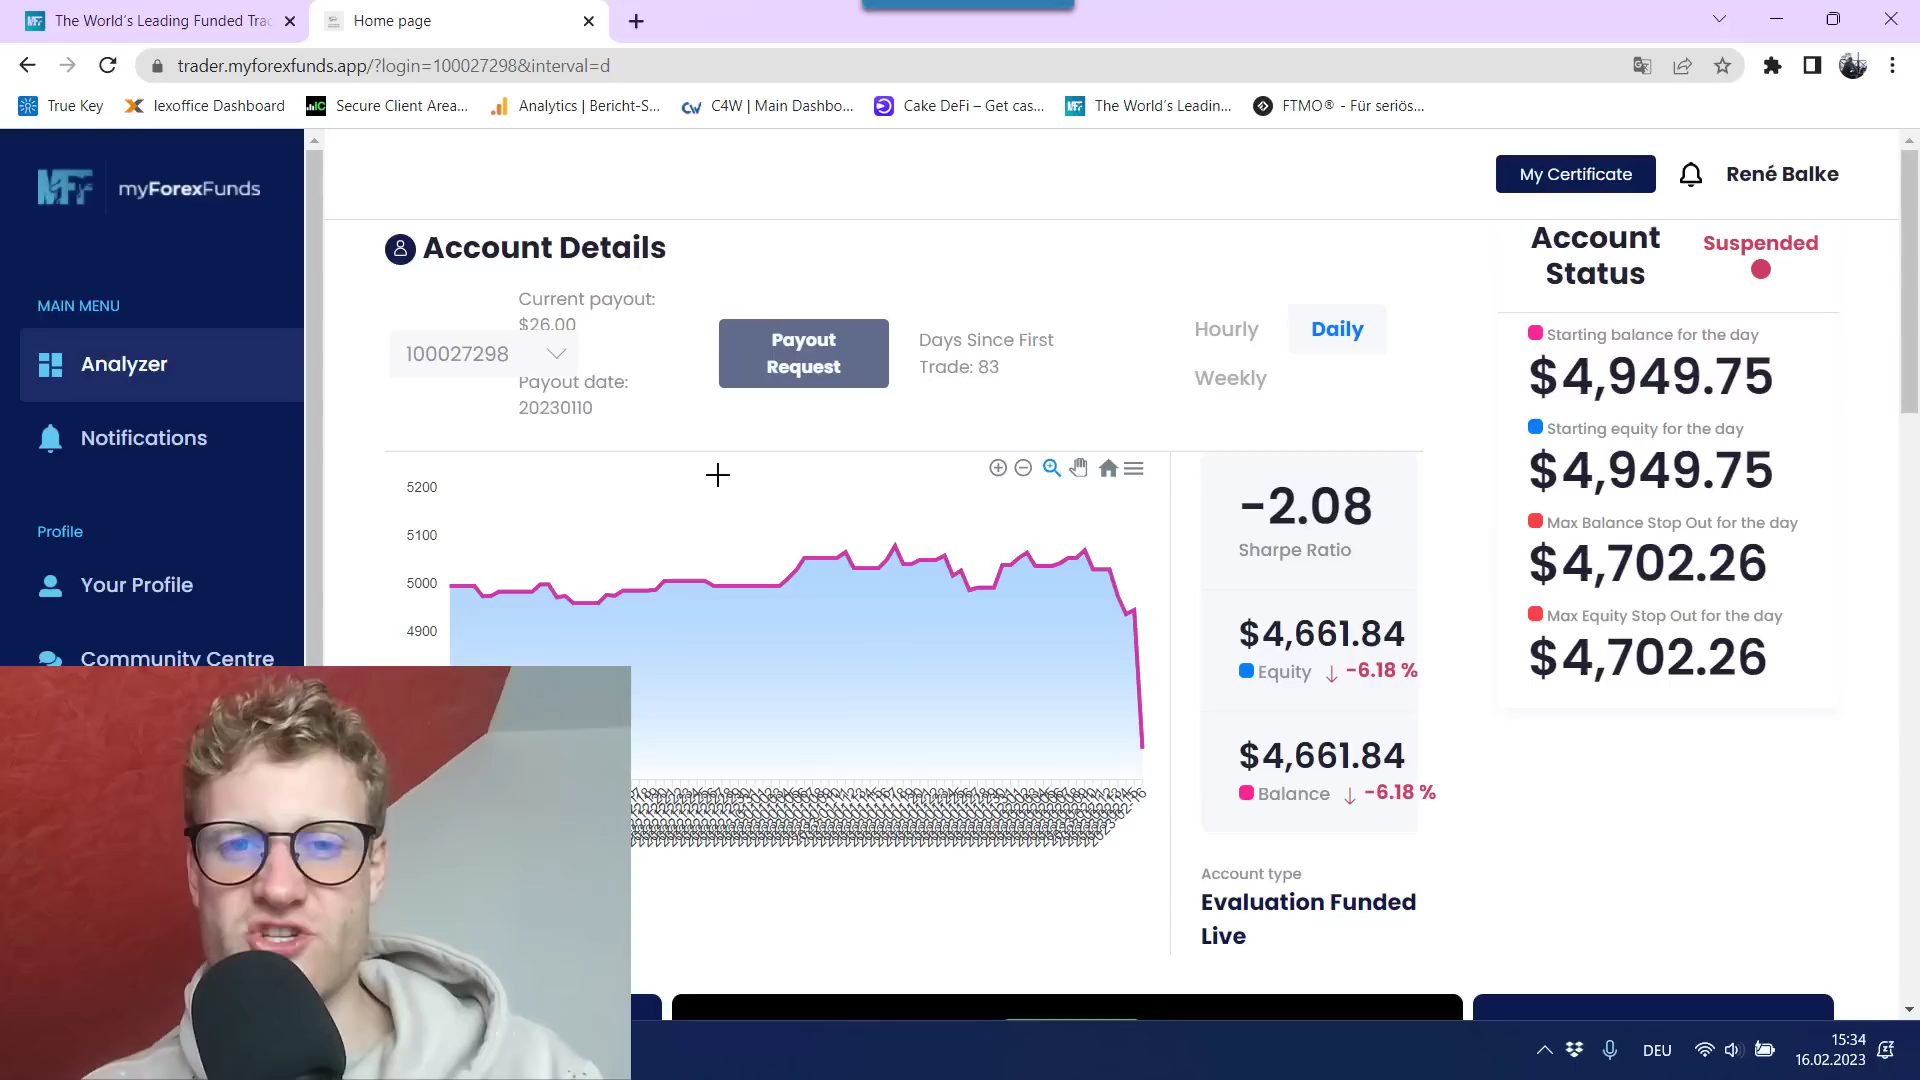 The World's Leading Funded Trad
Home page
trader.myforexfunds.app/?login=100027298&interval=d
True Key
lexoffice Dashboard
Secure Client Area...
Analytics | Bericht-S...
C4W | Main Dashbo...
Cake DeFi – Get cas...
The World's Leadin...
FTMO® - Für seriös...
MFF
myForexFunds
My Certificate
René Balke
MAIN MENU
Analyzer
Notifications
Profile
Your Profile
Community Centre
Account Details
Current payout:
$26.00
100027298
Payout date:
20230110
Payout
Request
Days Since First
Trade: 83
Hourly
Daily
Weekly
5200
5100
5000
4900
2023-02-16
-2.08
Sharpe Ratio
$4,661.84
Equity ↓ -6.18 %
$4,661.84
Balance ↓ -6.18 %
Account type
Evaluation Funded
Live
Account
Status
Suspended
Starting balance for the day
$4,949.75
Starting equity for the day
$4,949.75
Max Balance Stop Out for the day
$4,702.26
Max Equity Stop Out for the day
$4,702.26
DEU
15:34
16.02.2023